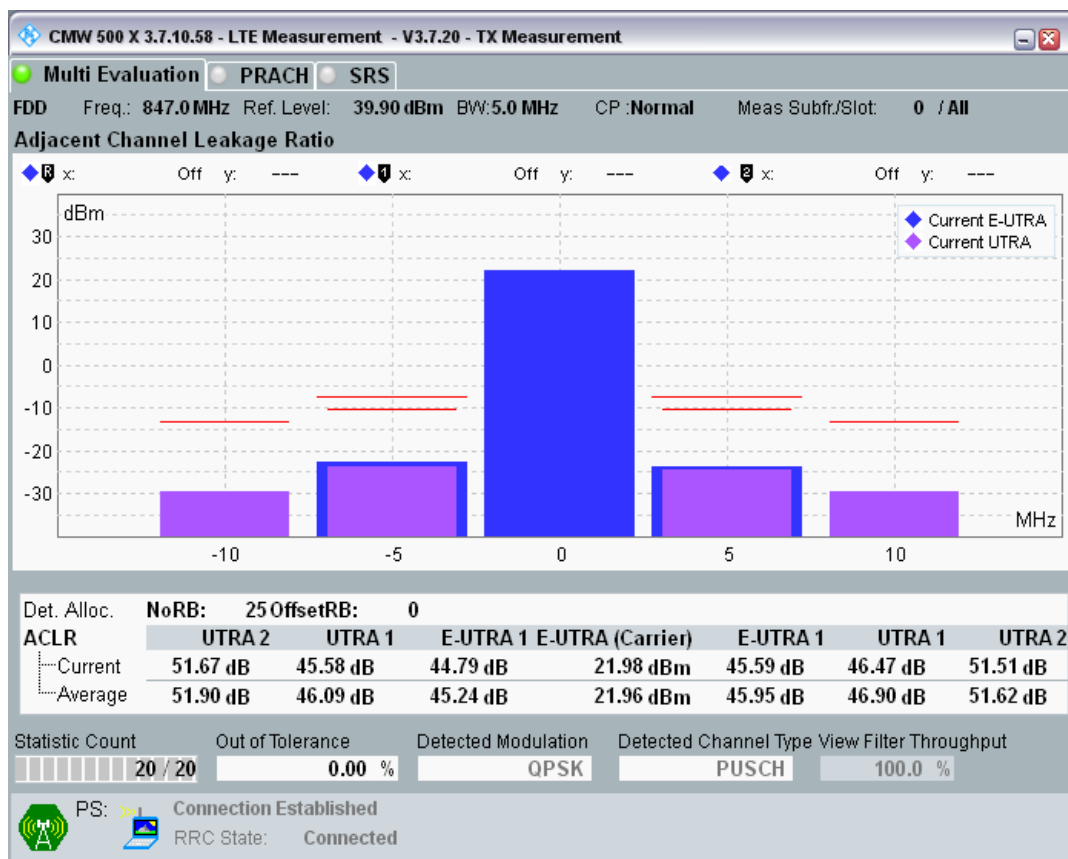 CMW 500 X 3.7.10.58 - LTE Measurement - V3.7.20 - TX Measurement
Multi Evaluation PRACH SRS
FDD Freq.: 847.0 MHz Ref. Level: 39.90 dBm BW:5.0 MHz CP :Normal Meas Subfr./Slot: 0 / All
Adjacent Channel Leakage Ratio
R x: Off y: --- 1 x: Off y: --- 2 x: Off y: ---
dBm
Current E-UTRA
Current UTRA
30
20
10
0
-10
-20
-30
MHz
-10 -5 0 5 10
Det. Alloc. NoRB: 25 OffsetRB: 0
ACLR UTRA 2 UTRA 1 E-UTRA 1 E-UTRA (Carrier) E-UTRA 1 UTRA 1 UTRA 2
Current 51.67 dB 45.58 dB 44.79 dB 21.98 dBm 45.59 dB 46.47 dB 51.51 dB
Average 51.90 dB 46.09 dB 45.24 dB 21.96 dBm 45.95 dB 46.90 dB 51.62 dB
Statistic Count Out of Tolerance Detected Modulation Detected Channel Type View Filter Throughput
20 / 20 0.00 % QPSK PUSCH 100.0 %
PS: Connection Established
RRC State: Connected